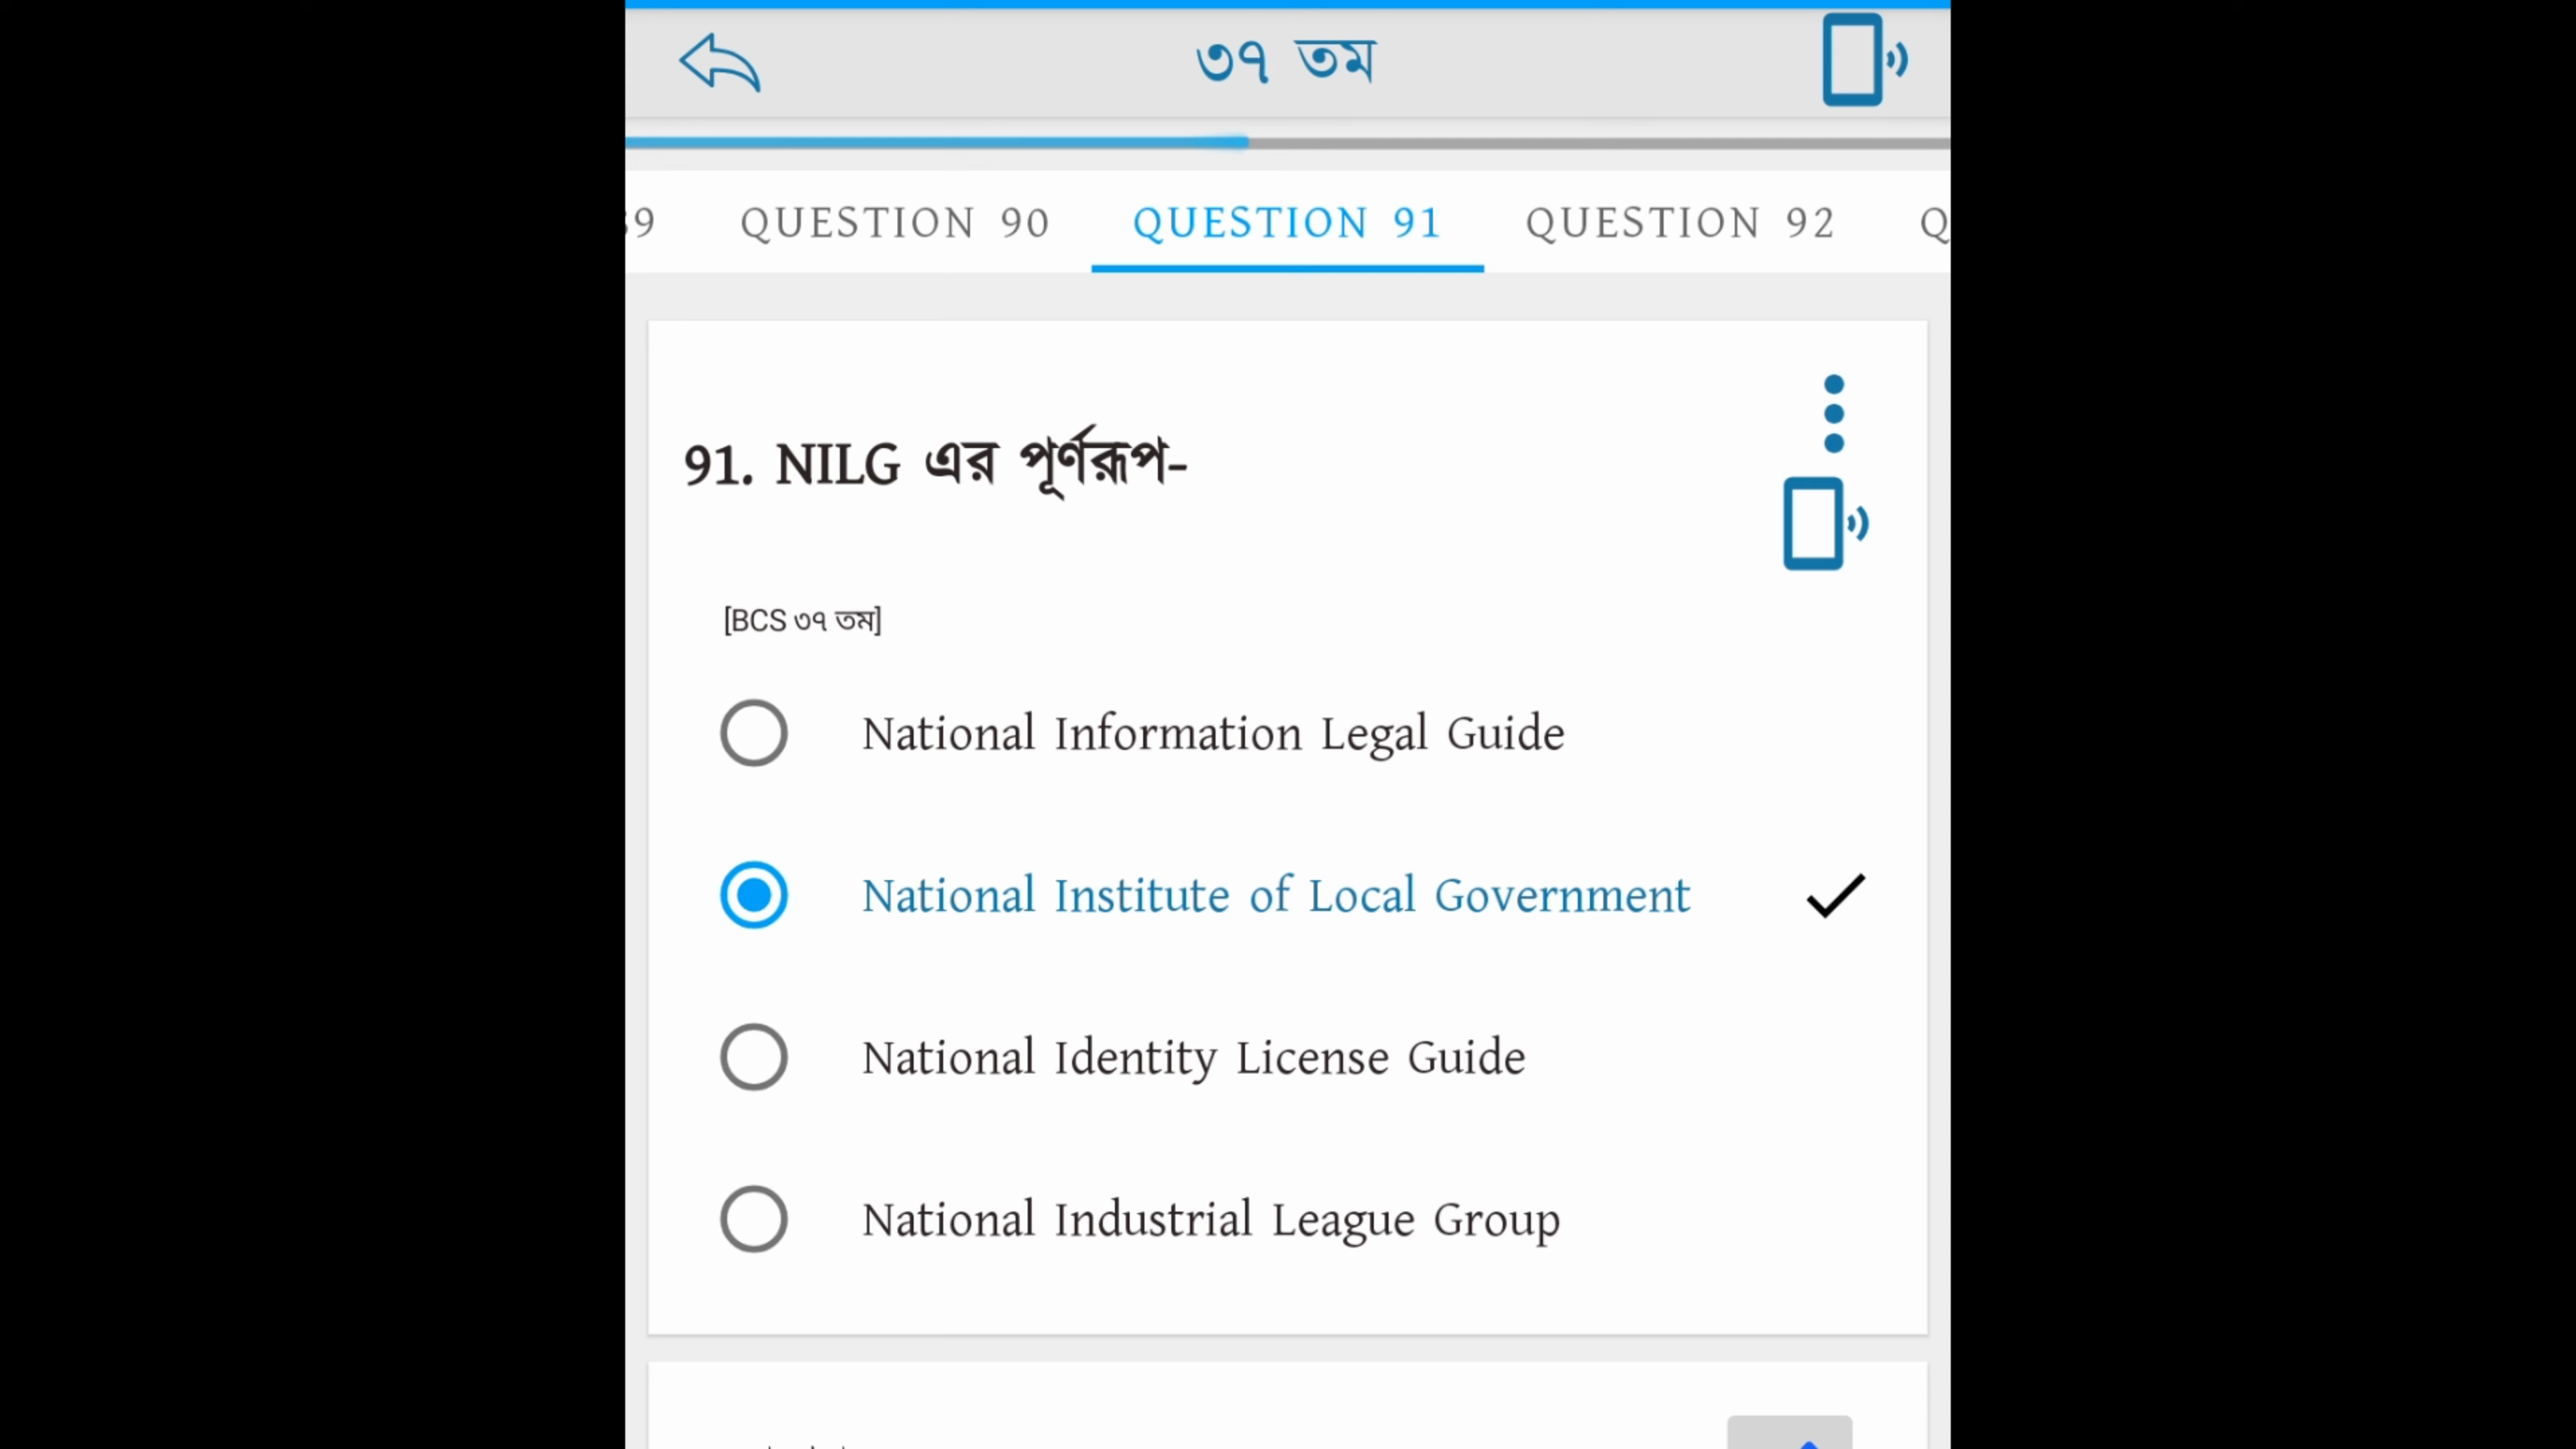 ৩৭ তম
QUESTION 90 QUESTION 91 QUESTION 92
91. NILG এর পূর্ণরূপ-
[BCS ৩৭ তম]
National Information Legal Guide
National Institute of Local Government
National Identity License Guide
National Industrial League Group